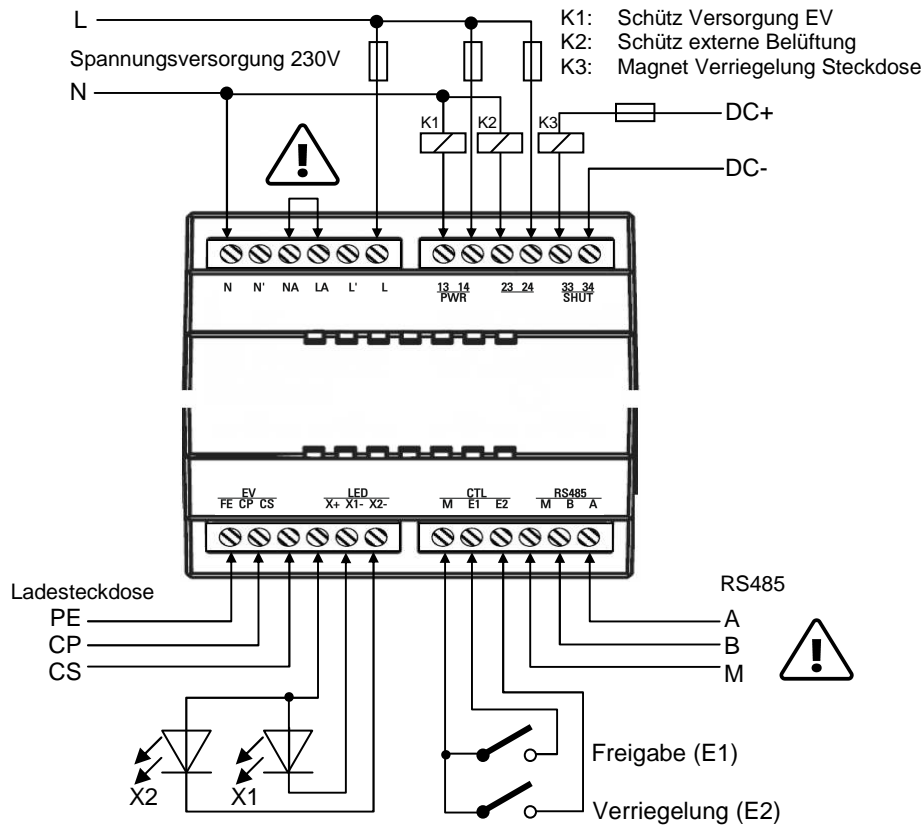 L
K1: Schütz Versorgung EV
K2: Schütz externe Belüftung
K3: Magnet Verriegelung Steckdose
Spannungsversorgung 230V
N
K1 K2 K3
DC+
DC-
N N' NA LA L' L
13 14 23 24 33 34
PWR SHUT
EV LED CTL RS485
FE CP CS X+ X1- X2- M E1 E2 M B A
Ladesteckdose
PE
CP
CS
RS485
A
B
M
X2 X1
Freigabe (E1)
Verriegelung (E2)